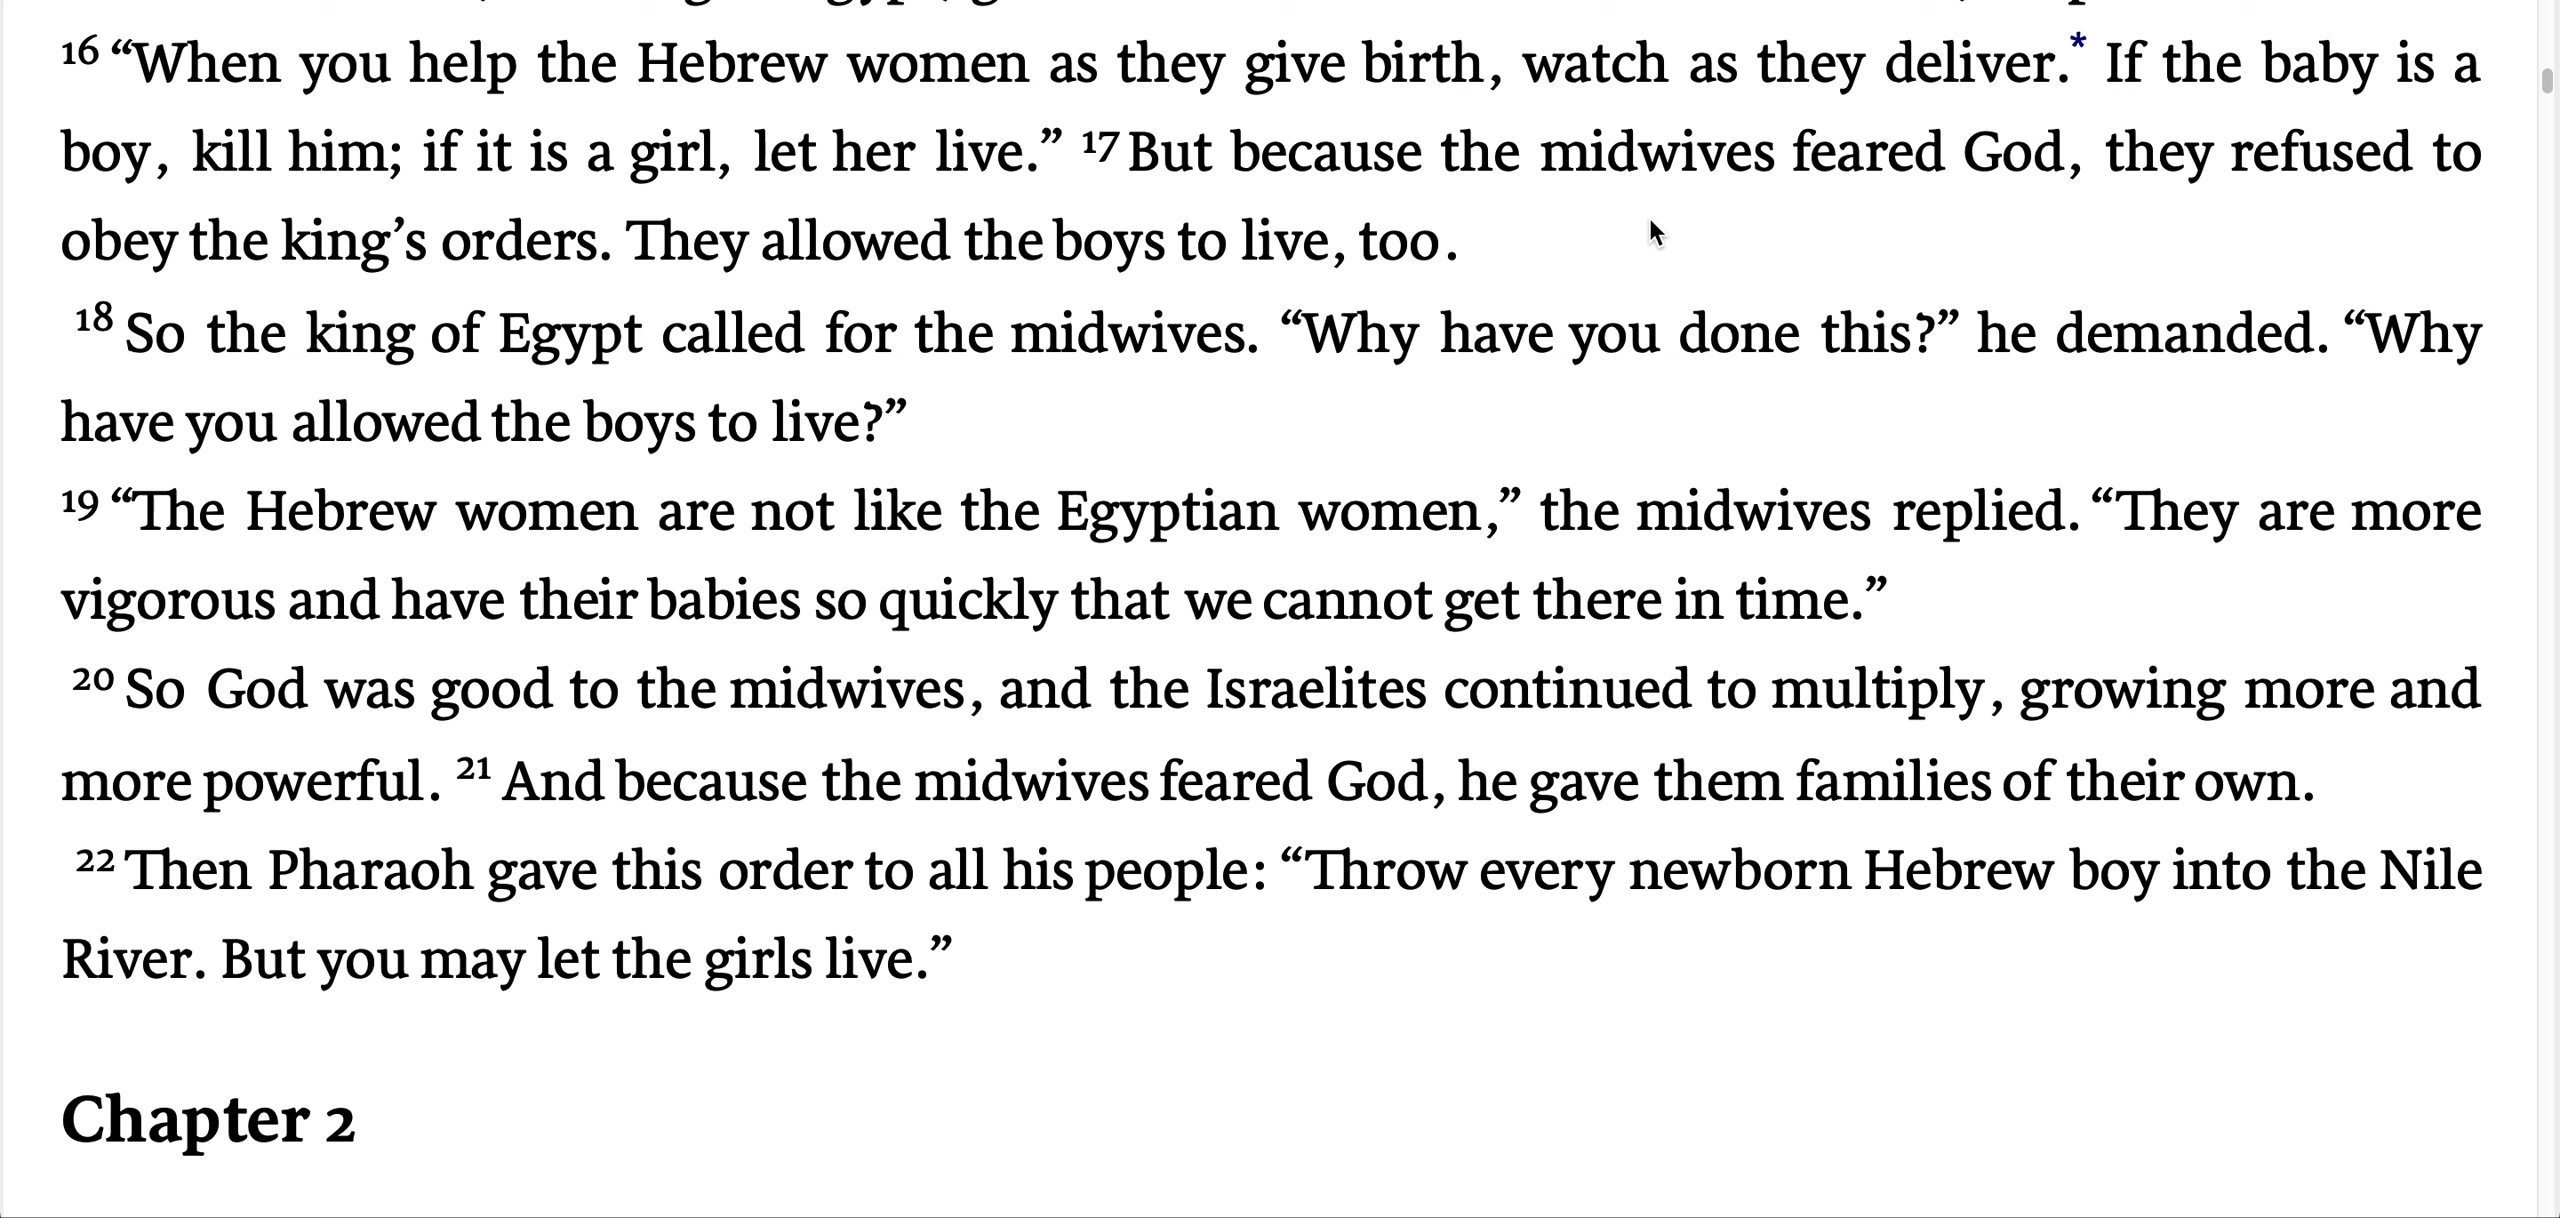 16 “When you help the Hebrew women as they give birth, watch as they deliver.* If the baby is a
boy, kill him; if it is a girl, let her live.” 17 But because the midwives feared God, they refused to
obey the king’s orders. They allowed the boys to live, too.
18 So the king of Egypt called for the midwives. “Why have you done this?” he demanded. “Why
have you allowed the boys to live?”
19 “The Hebrew women are not like the Egyptian women,” the midwives replied. “They are more
vigorous and have their babies so quickly that we cannot get there in time.”
20 So God was good to the midwives, and the Israelites continued to multiply, growing more and
more powerful. 21 And because the midwives feared God, he gave them families of their own.
22 Then Pharaoh gave this order to all his people: “Throw every newborn Hebrew boy into the Nile
River. But you may let the girls live.”
Chapter 2